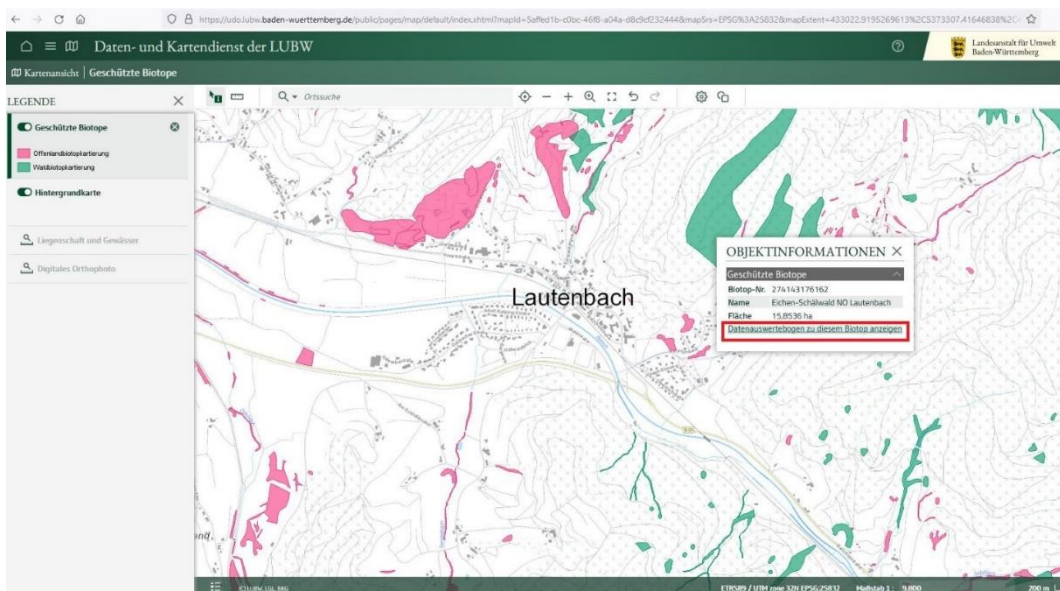 https://udo.lubw.baden-wuerttemberg.de/public/pages/map/default/index.xhtml?mapId=5affed1b-c0bc-46f8-a04a-d8c9cf232444&mapSrs=EPSG%3A25832&mapExtent=433022.9195269613%2C5373307.41646838%2C
Daten- und Kartendienst der LUBW
Landesanstalt für Umwelt
Baden-Württemberg
Kartenansicht | Geschützte Biotope
LEGENDE
Ortssuche
Geschützte Biotope
Offenlandbiotopkartierung
Waldbiotopkartierung
Hintergrundkarte
Liegenschaft und Gewässer
Digitales Orthophoto
OBJEKTINFORMATIONEN
Geschützte Biotope
Biotop-Nr. 274143176162
Name Eichen-Schälwald NO Lautenbach
Fläche 15,8536 ha
Datenauswertebogen zu diesem Biotop anzeigen
Lautenbach
© LUBW, LGL, BKG
ETRS89 / UTM zone 32N EPSG:25832
Maßstab 1 : 9.800
200 m